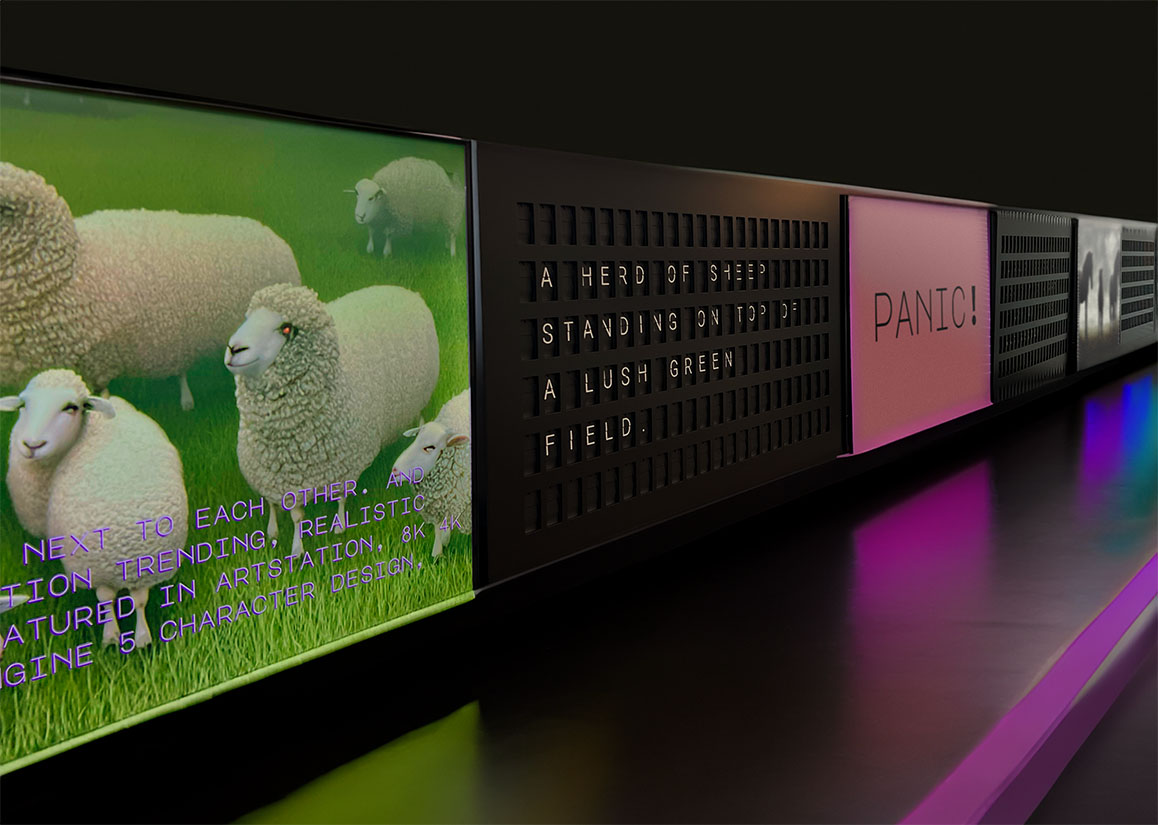 NEXT TO EACH OTHER. AND
TION TRENDING, REALISTIC
ATURED IN ARTSTATION, 8K 4K
GINE 5 CHARACTER DESIGN,
A HERD OF SHEEP
STANDING ON TOP OF
A LUSH GREEN
FIELD.
PANIC!